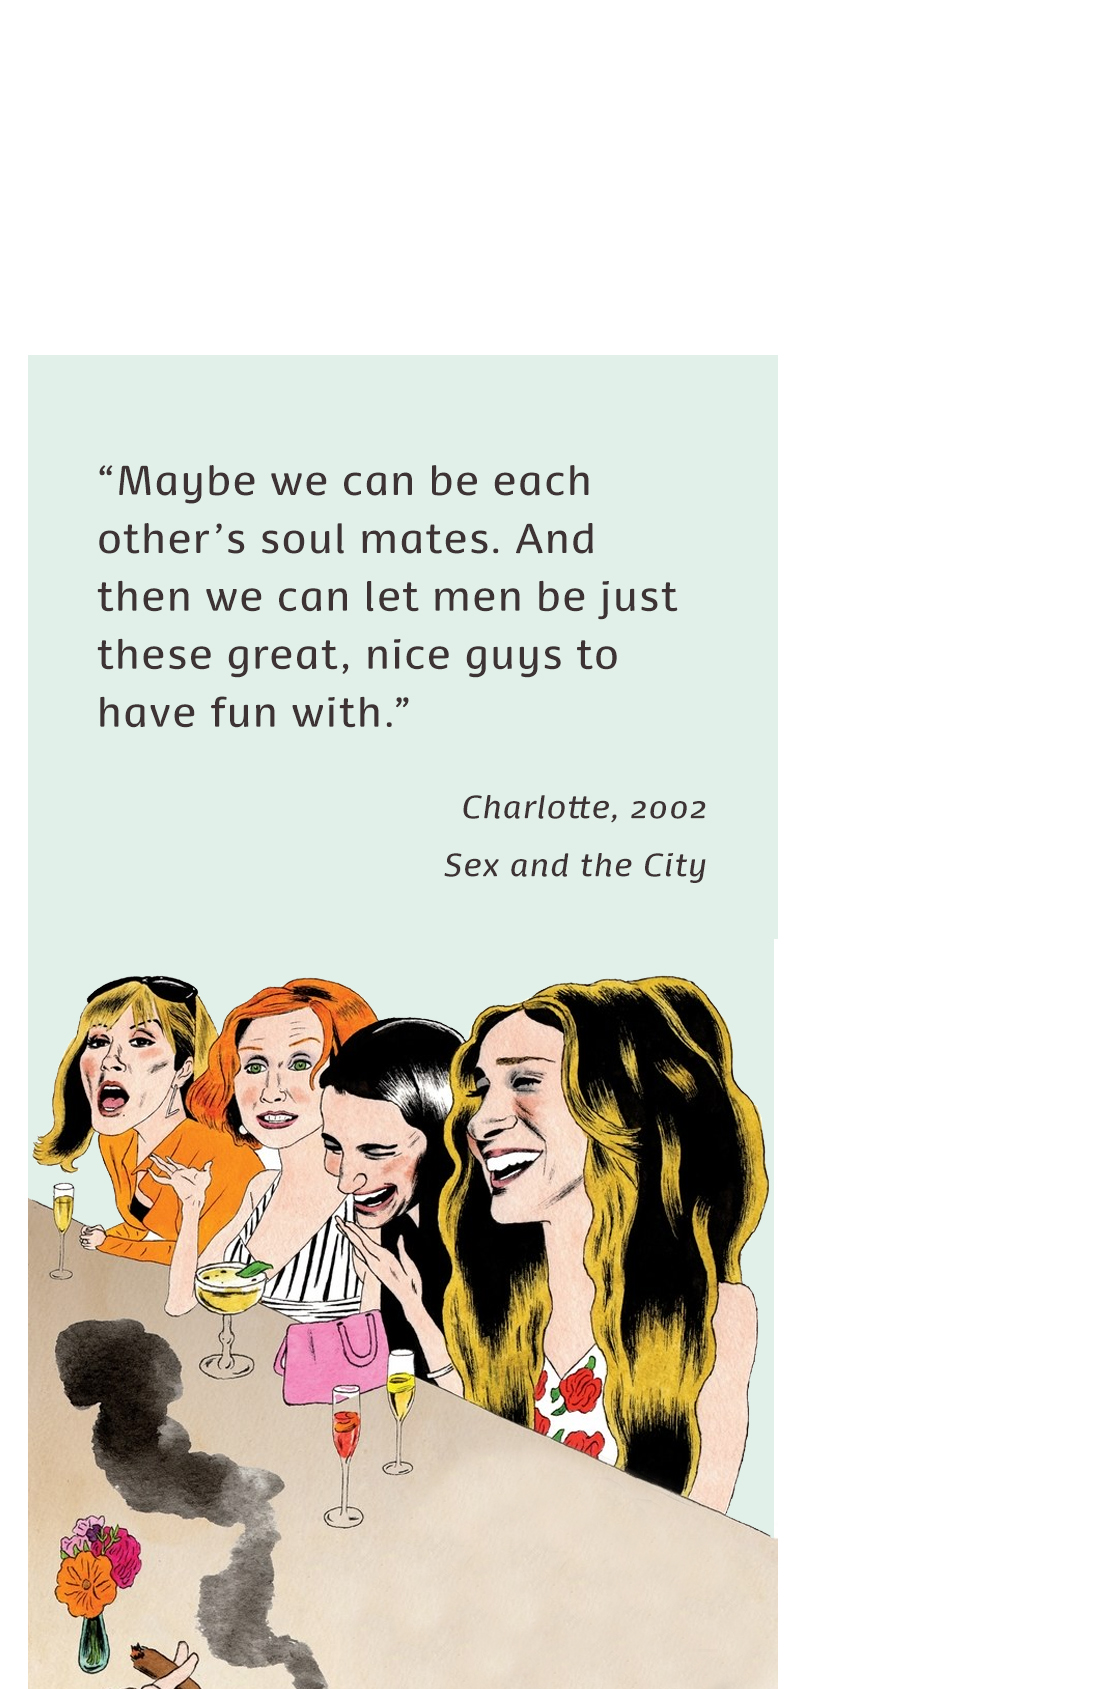 “Maybe we can be each
other’s soul mates. And
then we can let men be just
these great, nice guys to
have fun with.”
Charlotte, 2002
Sex and the City